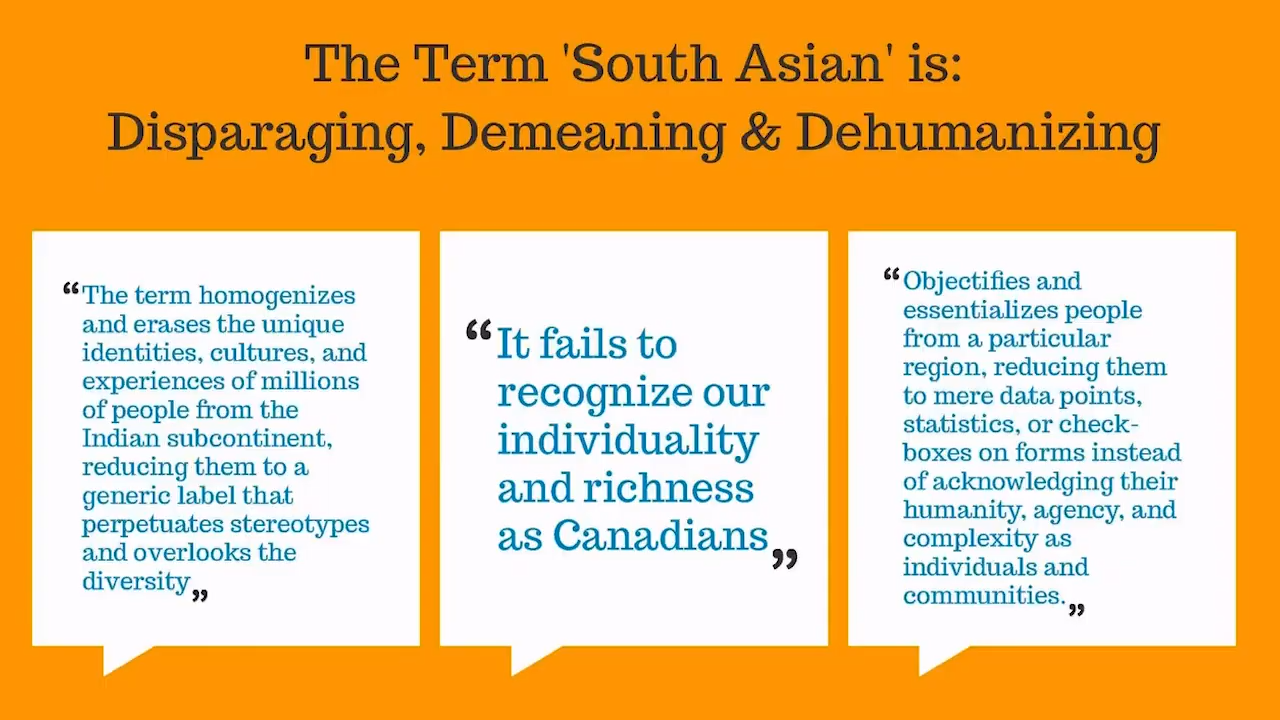 The Term 'South Asian' is:
Disparaging, Demeaning & Dehumanizing
“The term homogenizes
and erases the unique
identities, cultures, and
experiences of millions
of people from the
Indian subcontinent,
reducing them to a
generic label that
perpetuates stereotypes
and overlooks the
diversity”
“It fails to
recognize our
individuality
and richness
as Canadians”
“Objectifies and
essentializes people
from a particular
region, reducing them
to mere data points,
statistics, or check-
boxes on forms instead
of acknowledging their
humanity, agency, and
complexity as
individuals and
communities.”